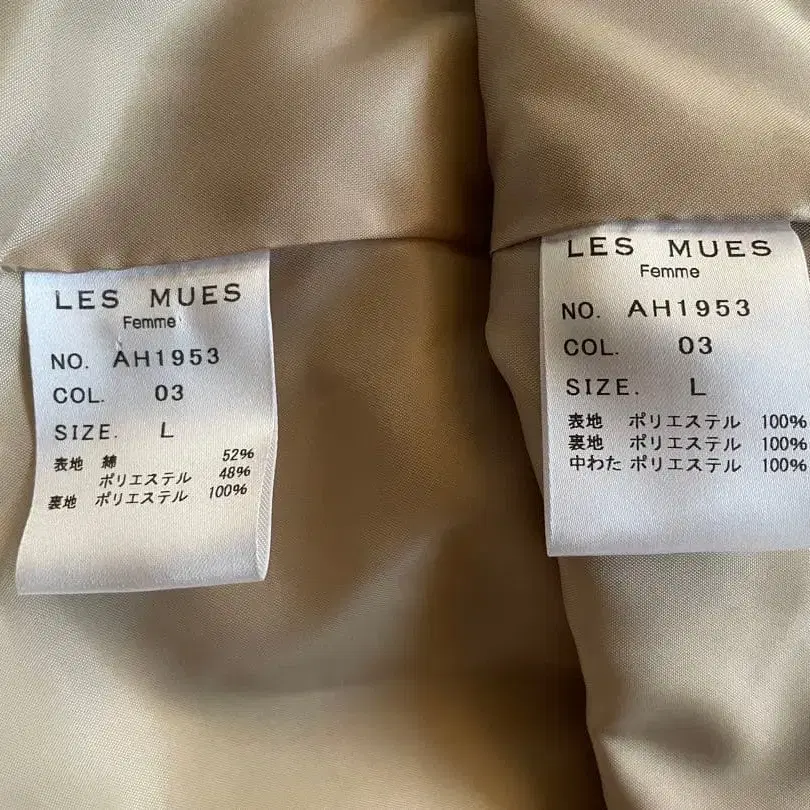 LES MUES
Femme
NO. AH1953
COL. 03
SIZE. L
表地 綿 52%
ポリエステル 48%
裏地 ポリエステル 100%
LES MUES
Femme
NO. AH1953
COL. 03
SIZE. L
表地 ポリエステル 100%
裏地 ポリエステル 100%
中わた ポリエステル 100%